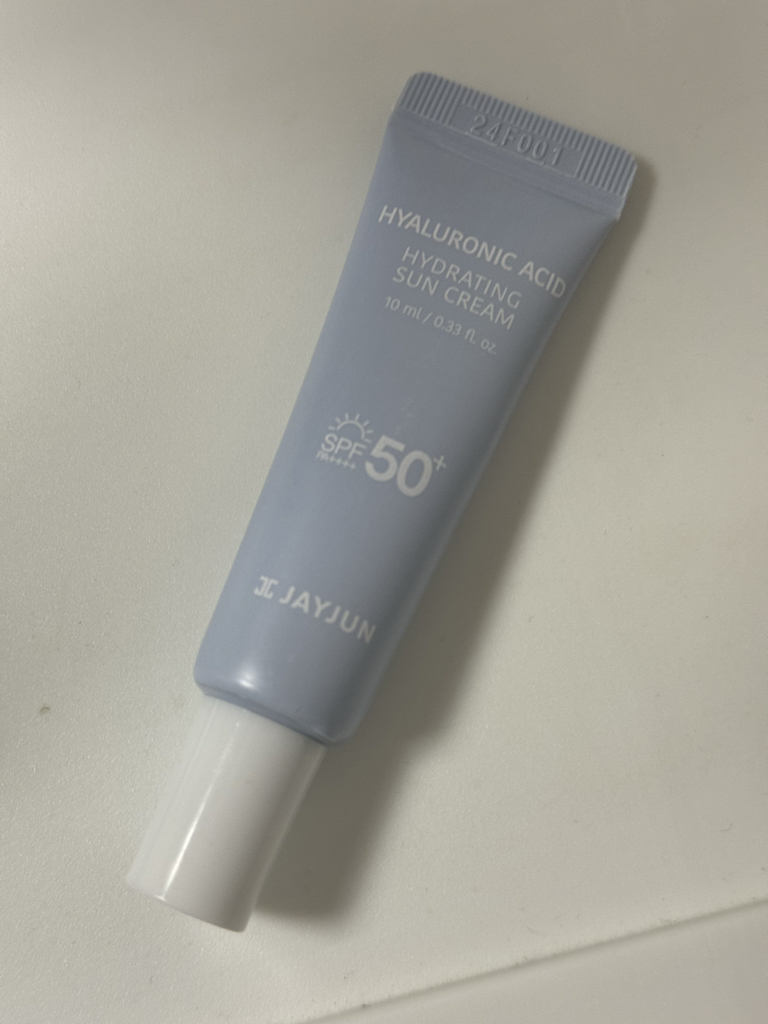 24F001
HYALURONIC ACID
HYDRATING
SUN CREAM
10 ml / 0.33 fl. oz.
SPF 50+
PA++++
JAYJUN